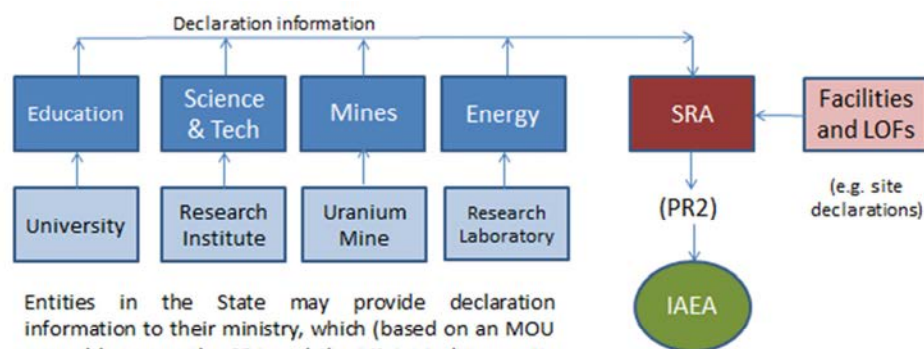 Declaration information
Education
Science
& Tech
Mines
Energy
SRA
Facilities
and LOFs
University
Research
Institute
Uranium
Mine
Research
Laboratory
(PR2)
(e.g. site
declarations)
IAEA
Entities in the State may provide declaration
information to their ministry, which (based on an MOU